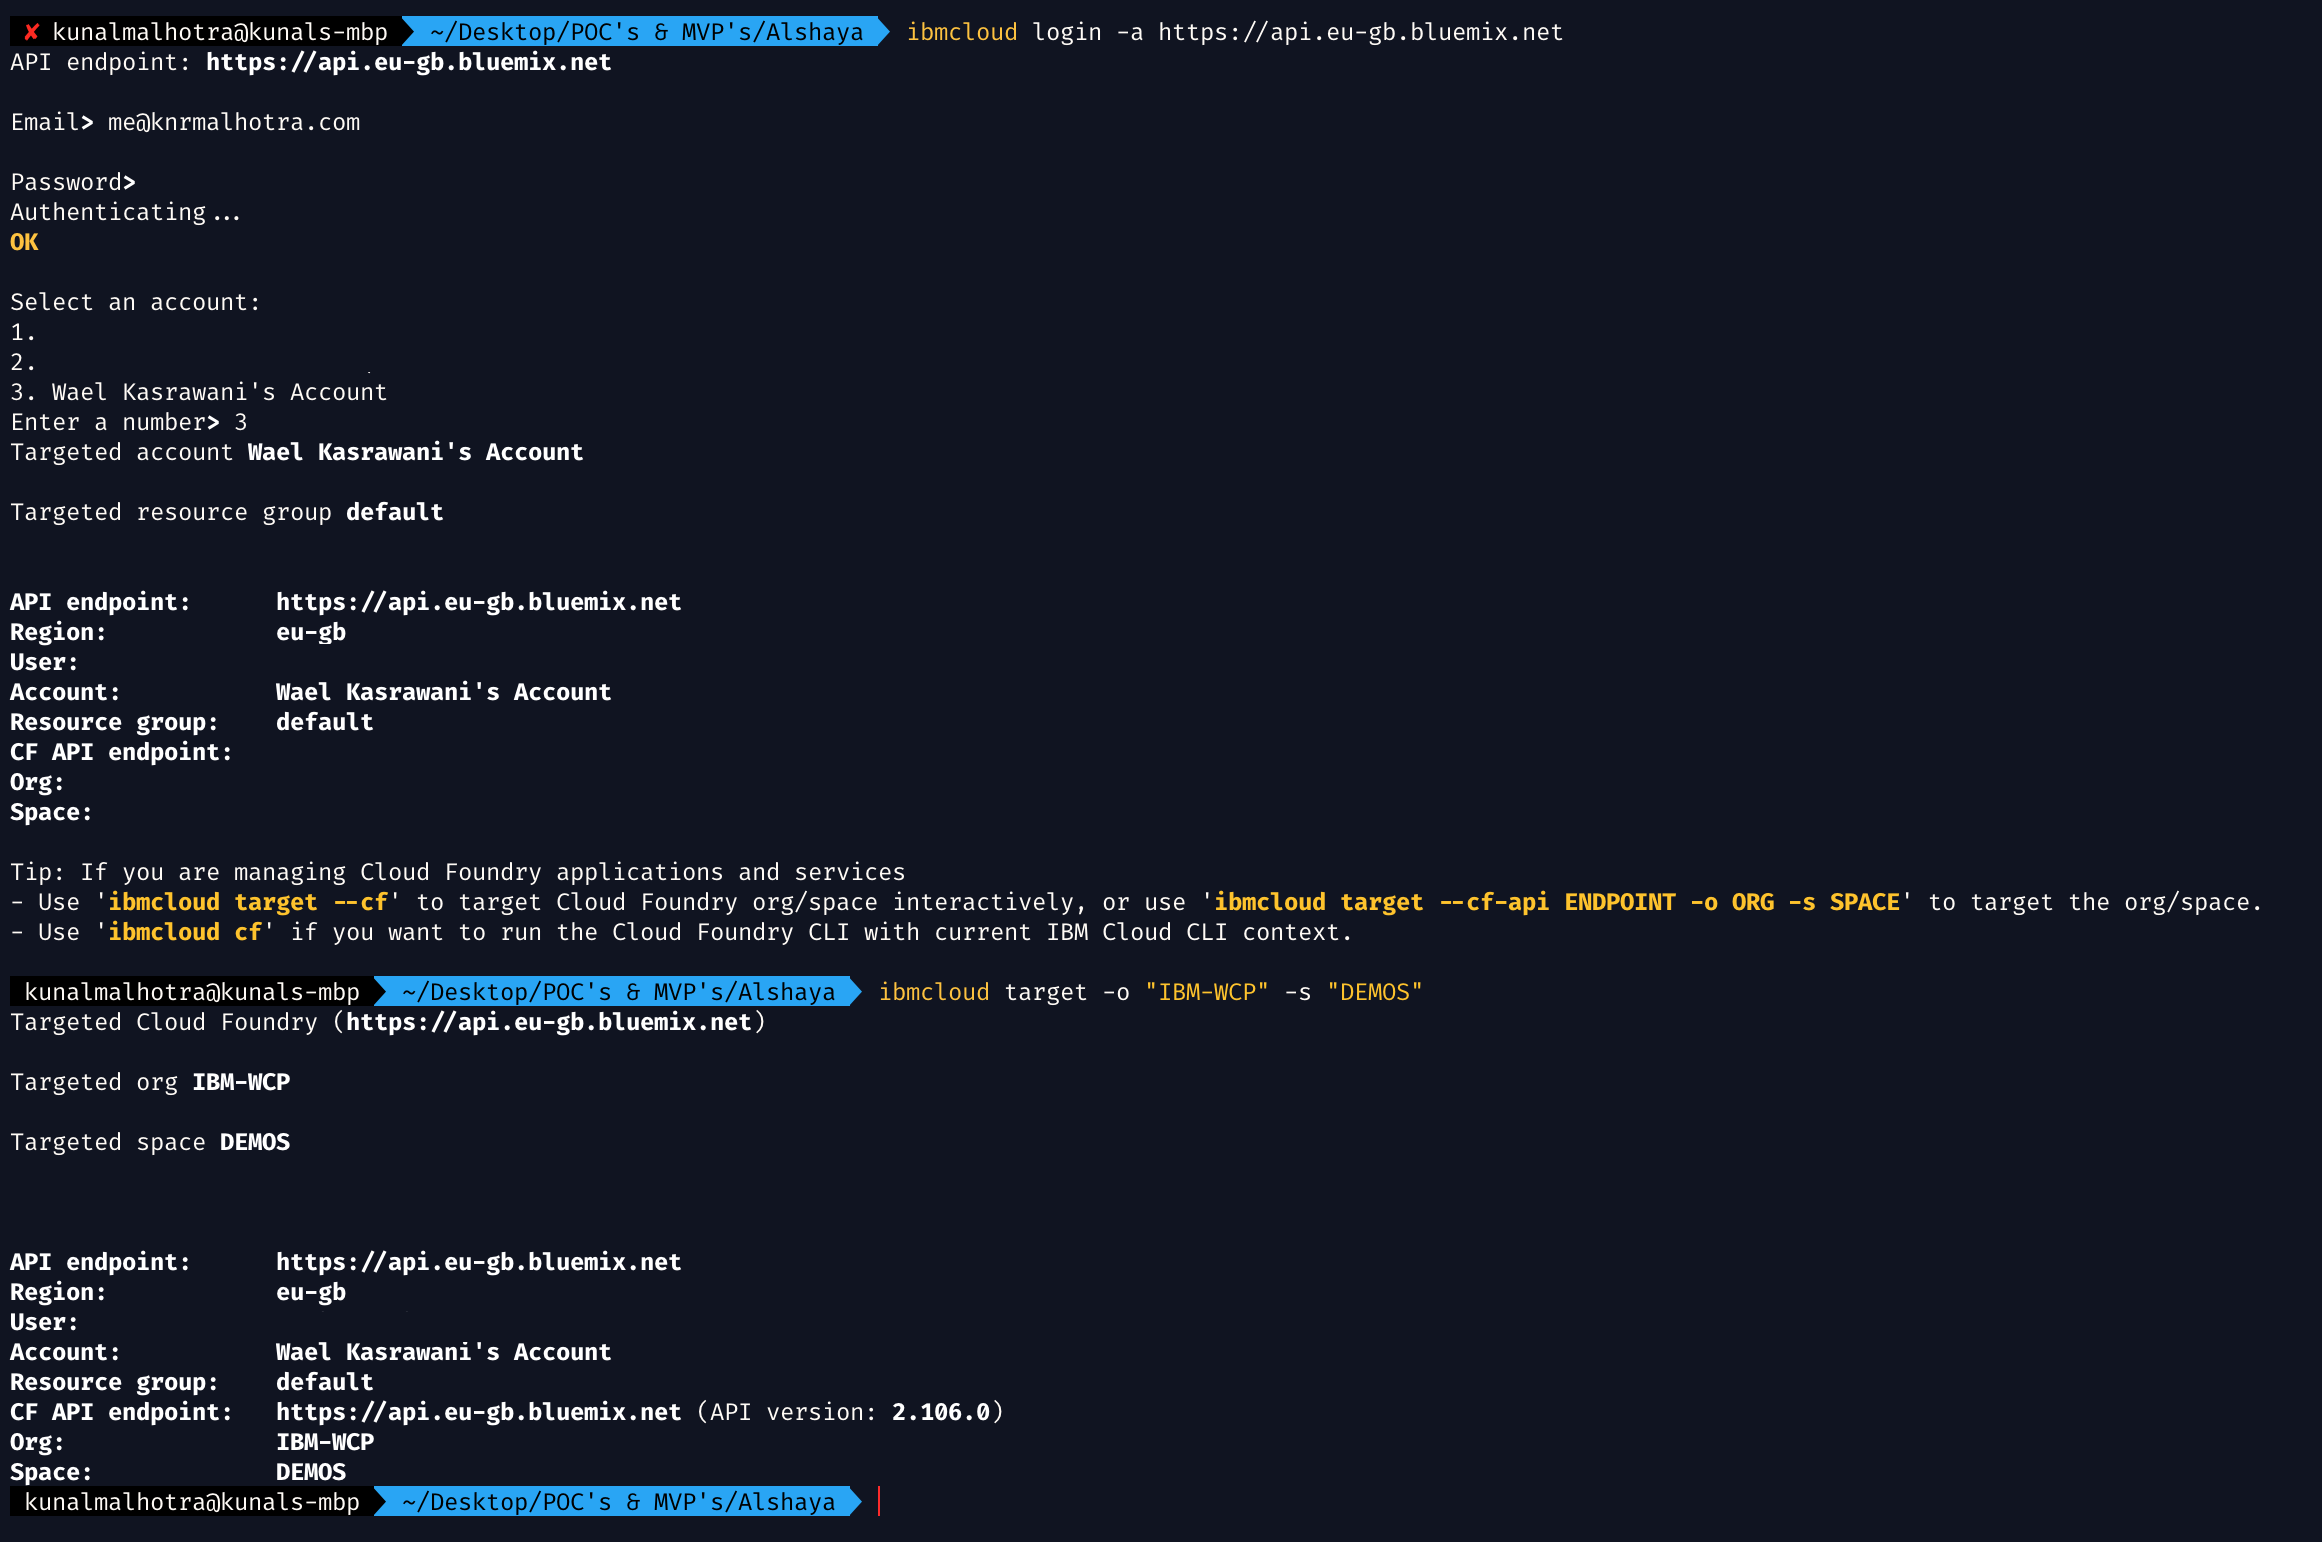 ✘ kunalmalhotra@kunals-mbp ~/Desktop/POC's & MVP's/Alshaya ibmcloud login -a https://api.eu-gb.bluemix.net
API endpoint: https://api.eu-gb.bluemix.net
Email> me@knrmalhotra.com
Password>
Authenticating...
OK
Select an account:
1.
2.
3. Wael Kasrawani's Account
Enter a number> 3
Targeted account Wael Kasrawani's Account
Targeted resource group default
API endpoint: https://api.eu-gb.bluemix.net
Region: eu-gb
User:
Account: Wael Kasrawani's Account
Resource group: default
CF API endpoint:
Org:
Space:
Tip: If you are managing Cloud Foundry applications and services
- Use 'ibmcloud target --cf' to target Cloud Foundry org/space interactively, or use 'ibmcloud target --cf-api ENDPOINT -o ORG -s SPACE' to target the org/space.
- Use 'ibmcloud cf' if you want to run the Cloud Foundry CLI with current IBM Cloud CLI context.
kunalmalhotra@kunals-mbp ~/Desktop/POC's & MVP's/Alshaya ibmcloud target -o "IBM-WCP" -s "DEMOS"
Targeted Cloud Foundry (https://api.eu-gb.bluemix.net)
Targeted org IBM-WCP
Targeted space DEMOS
API endpoint: https://api.eu-gb.bluemix.net
Region: eu-gb
User:
Account: Wael Kasrawani's Account
Resource group: default
CF API endpoint: https://api.eu-gb.bluemix.net (API version: 2.106.0)
Org: IBM-WCP
Space: DEMOS
kunalmalhotra@kunals-mbp ~/Desktop/POC's & MVP's/Alshaya